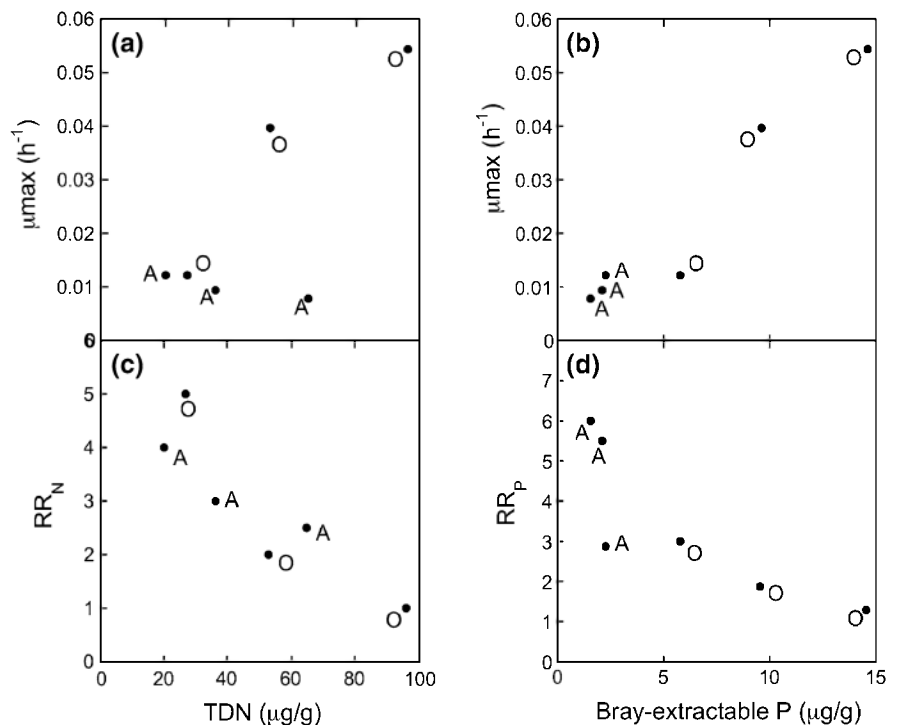 (a)
0.06
0.05
0.04
0.03
0.02
0.01
μmax (h⁻¹)
O
O
A
O
A
A
(b)
0.06
0.05
0.04
0.03
0.02
0.01
0
μmax (h⁻¹)
O
O
O
A
A
A
(c)
6
0
5
4
3
2
1
0
RR_N
O
A
A
A
O
O
0 20 40 60 80 100
TDN (μg/g)
(d)
7
6
5
4
3
2
1
0
RR_P
A
A
A
O
O
O
0 5 10 15
Bray-extractable P (μg/g)